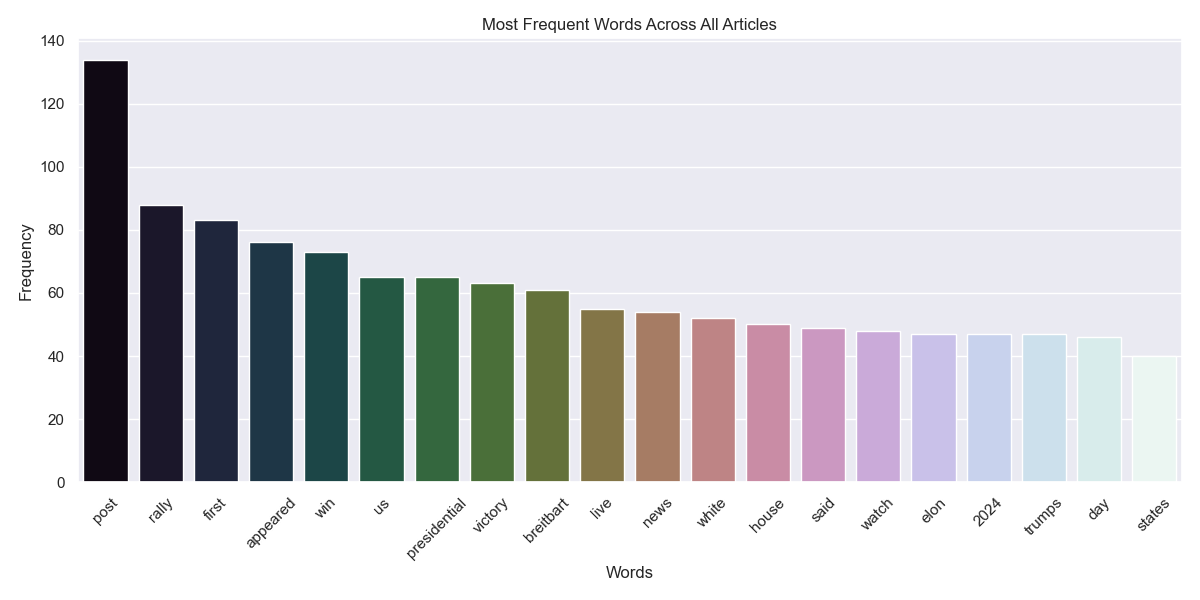 Most Frequent Words Across All Articles
Frequency
140
120
100
80
60
40
20
0
post
rally
first
appeared
win
us
presidential
victory
breitbart
live
news
white
house
said
watch
elon
2024
trumps
day
states
Words